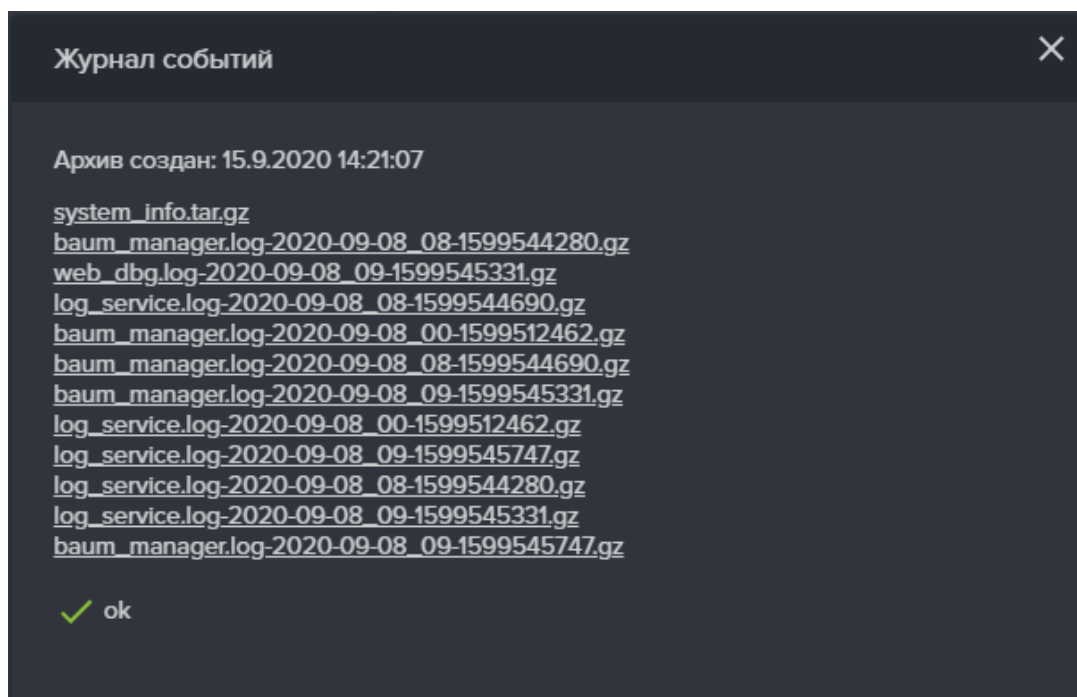 Журнал событий
Архив создан: 15.9.2020 14:21:07
system_info.tar.gz
baum_manager.log-2020-09-08_08-1599544280.gz
web_dbg.log-2020-09-08_09-1599545331.gz
log_service.log-2020-09-08_08-1599544690.gz
baum_manager.log-2020-09-08_00-1599512462.gz
baum_manager.log-2020-09-08_08-1599544690.gz
baum_manager.log-2020-09-08_09-1599545331.gz
log_service.log-2020-09-08_00-1599512462.gz
log_service.log-2020-09-08_09-1599545747.gz
log_service.log-2020-09-08_08-1599544280.gz
log_service.log-2020-09-08_09-1599545331.gz
baum_manager.log-2020-09-08_09-1599545747.gz
ok